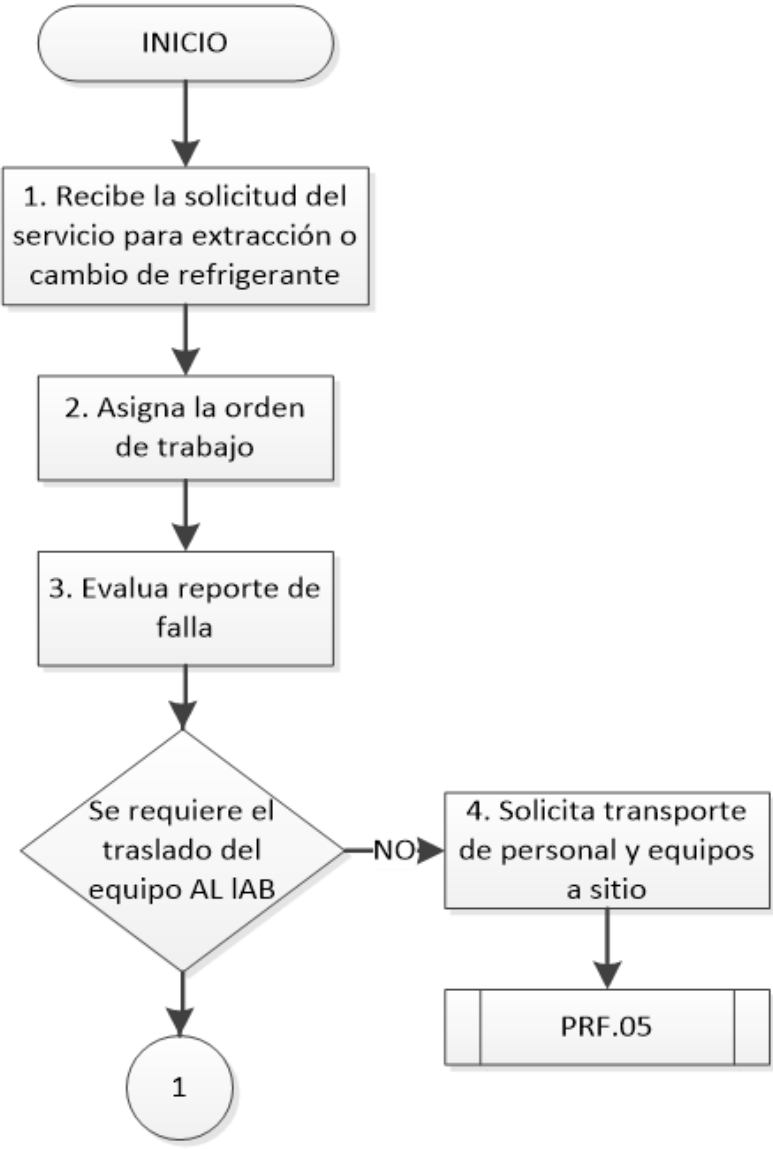 INICIO
1. Recibe la solicitud del
servicio para extracción o
cambio de refrigerante
2. Asigna la orden
de trabajo
3. Evalua reporte de
falla
Se requiere el
traslado del
equipo AL lAB
NO
4. Solicita transporte
de personal y equipos
a sitio
PRF.05
1